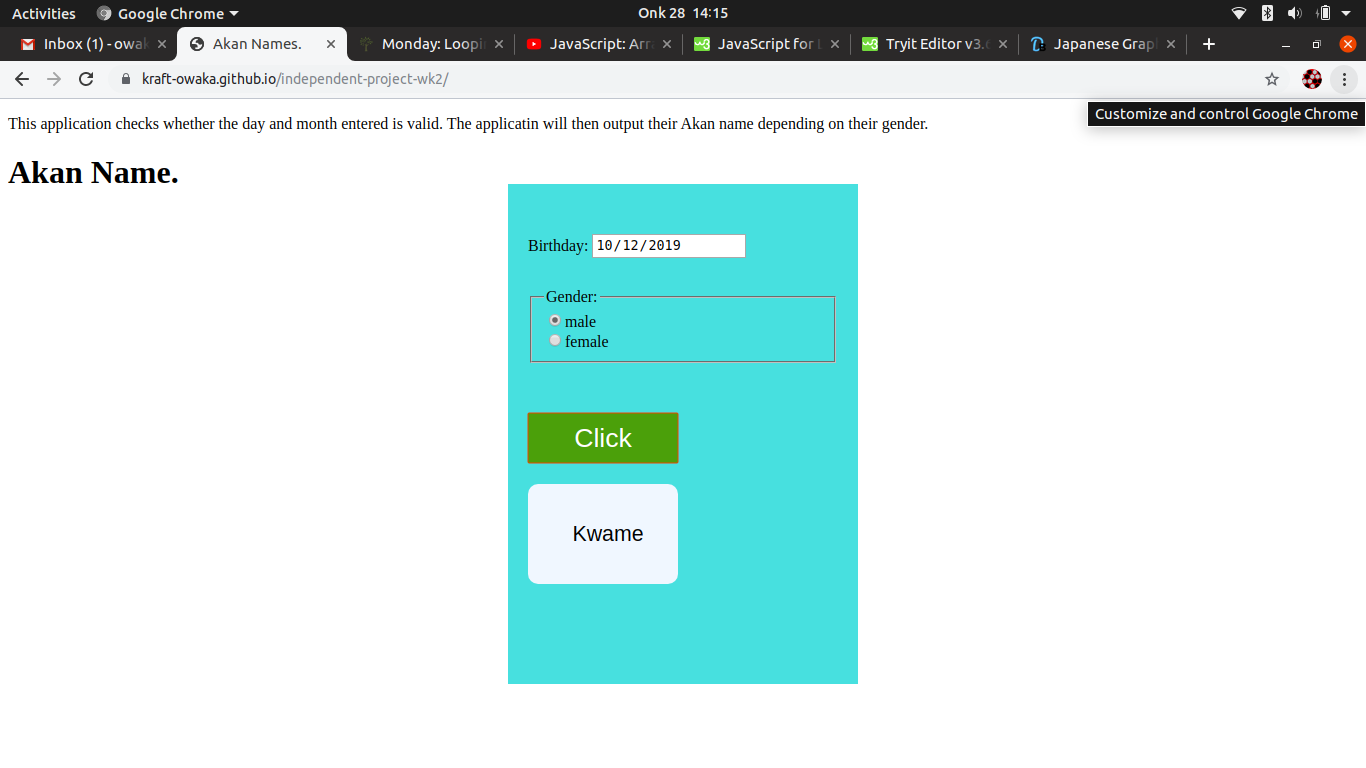 Activities Google Chrome Onk 28 14:15
Inbox (1) - owak Akan Names. Monday: Loopi JavaScript: Arra JavaScript for L Tryit Editor v3.6 Japanese Grap
kraft-owaka.github.io/independent-project-wk2/
Customize and control Google Chrome
This application checks whether the day and month entered is valid. The applicatin will then output their Akan name depending on their gender.
Akan Name.
Birthday: 10/12/2019
Gender:
male
female
Click
Kwame